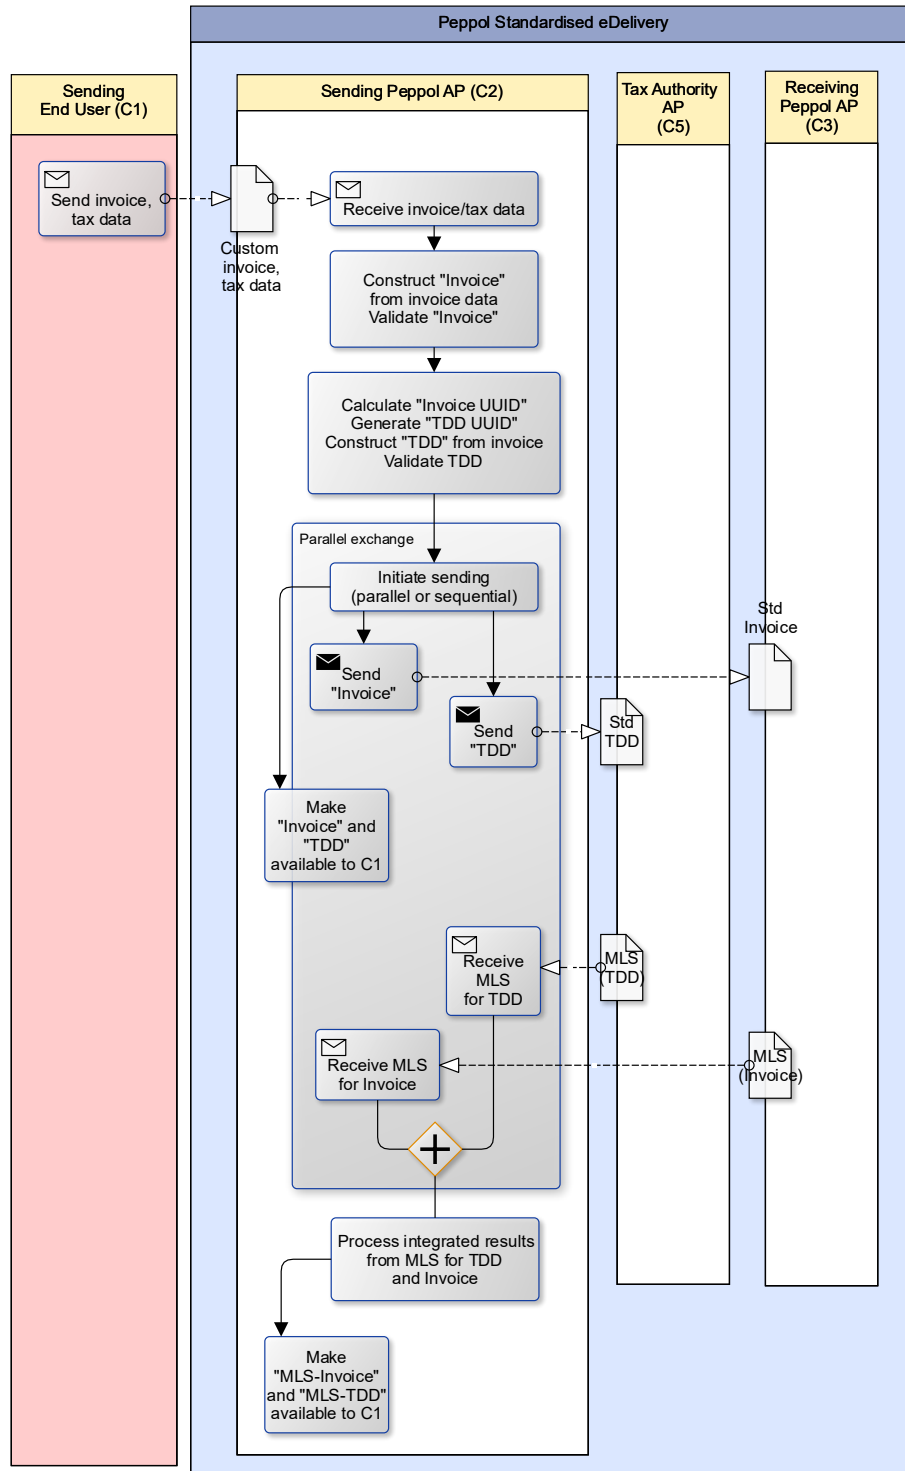 Peppol Standardised eDelivery
Sending
End User (C1)
Sending Peppol AP (C2)
Tax Authority
AP
(C5)
Receiving
Peppol AP
(C3)
Send invoice,
tax data
Custom
invoice,
tax data
Receive invoice/tax data
Construct "Invoice"
from invoice data
Validate "Invoice"
Calculate "Invoice UUID"
Generate "TDD UUID"
Construct "TDD" from invoice
Validate TDD
Parallel exchange
Initiate sending
(parallel or sequential)
Std
Invoice
Send
"Invoice"
Send
"TDD"
Std
TDD
Make
"Invoice" and
"TDD"
available to C1
Receive
MLS
for TDD
MLS
(TDD)
Receive MLS
for Invoice
MLS
(Invoice)
Process integrated results
from MLS for TDD
and Invoice
Make
"MLS-Invoice"
and "MLS-TDD"
available to C1